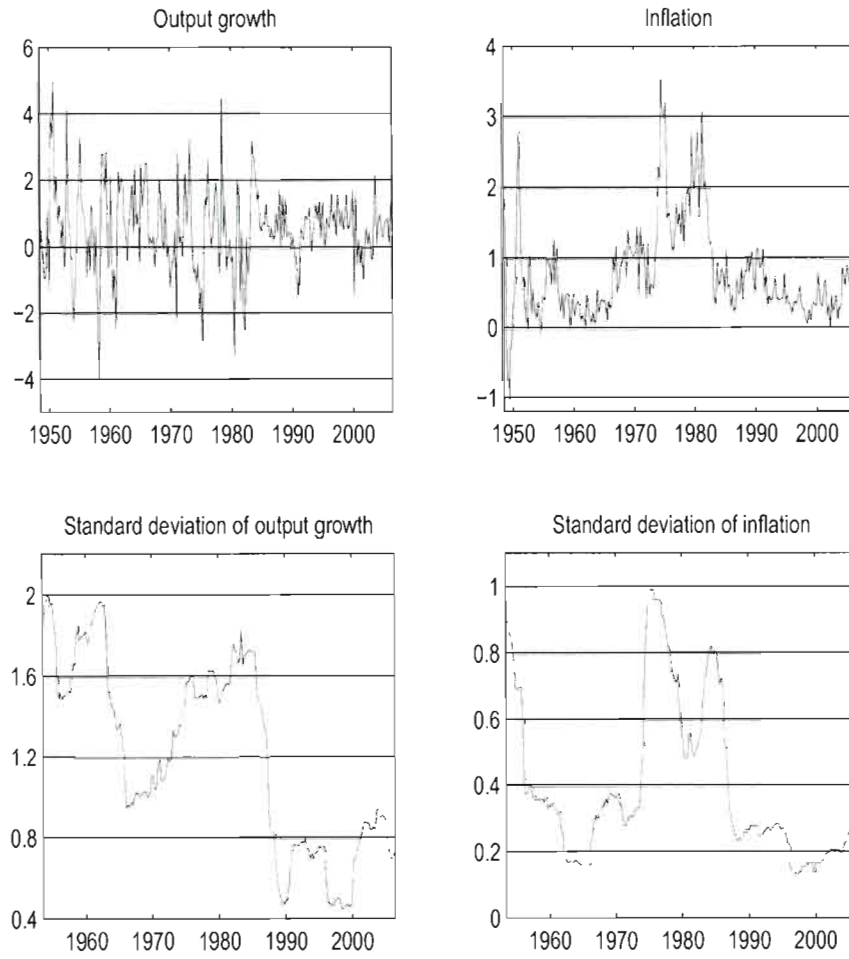 Output growth
6
4
2
0
−2
−4
1950 1960 1970 1980 1990 2000
Inflation
4
3
2
1
0
−1
1950 1960 1970 1980 1990 2000
Standard deviation of output growth
2
1.6
1.2
0.8
0.4
1960 1970 1980 1990 2000
Standard deviation of inflation
1
0.8
0.6
0.4
0.2
0
1960 1970 1980 1990 2000